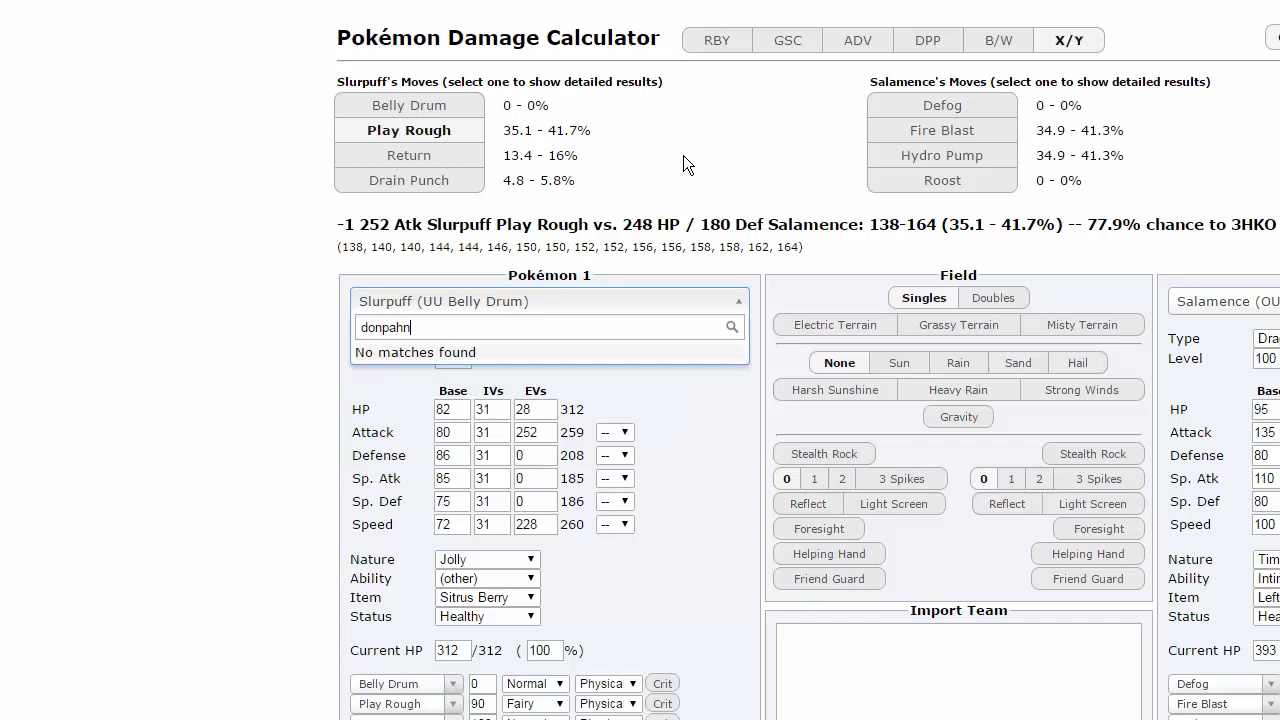 Pokémon Damage Calculator RBY GSC ADV DPP B/W X/Y
Slurpuff's Moves (select one to show detailed results) Salamence's Moves (select one to show detailed results)
Belly Drum 0 - 0% Defog 0 - 0%
Play Rough 35.1 - 41.7% Fire Blast 34.9 - 41.3%
Return 13.4 - 16% Hydro Pump 34.9 - 41.3%
Drain Punch 4.8 - 5.8% Roost 0 - 0%
-1 252 Atk Slurpuff Play Rough vs. 248 HP / 180 Def Salamence: 138-164 (35.1 - 41.7%) -- 77.9% chance to 3HKO
(138, 140, 140, 144, 144, 146, 150, 150, 152, 152, 156, 156, 158, 158, 162, 164)
Pokémon 1
Slurpuff (UU Belly Drum)
donpahn
No matches found
Base IVs EVs
HP 82 31 28 312
Attack 80 31 252 259 --
Defense 86 31 0 208 --
Sp. Atk 85 31 0 185 --
Sp. Def 75 31 0 186 --
Speed 72 31 228 260 --
Nature Jolly
Ability (other)
Item Sitrus Berry
Status Healthy
Current HP 312 /312 ( 100 %)
Belly Drum 0 Normal Physica Crit
Play Rough 90 Fairy Physica Crit
Field
Singles Doubles
Electric Terrain Grassy Terrain Misty Terrain
None Sun Rain Sand Hail
Harsh Sunshine Heavy Rain Strong Winds
Gravity
Stealth Rock Stealth Rock
0 1 2 3 Spikes 0 1 2 3 Spikes
Reflect Light Screen Reflect Light Screen
Foresight Foresight
Helping Hand Helping Hand
Friend Guard Friend Guard
Import Team
Salamence (OU
Type Dra
Level 100
Bas
HP 95
Attack 135
Defense 80
Sp. Atk 110
Sp. Def 80
Speed 100
Nature Tim
Ability Inti
Item Left
Status Hea
Current HP 393
Defog
Fire Blast